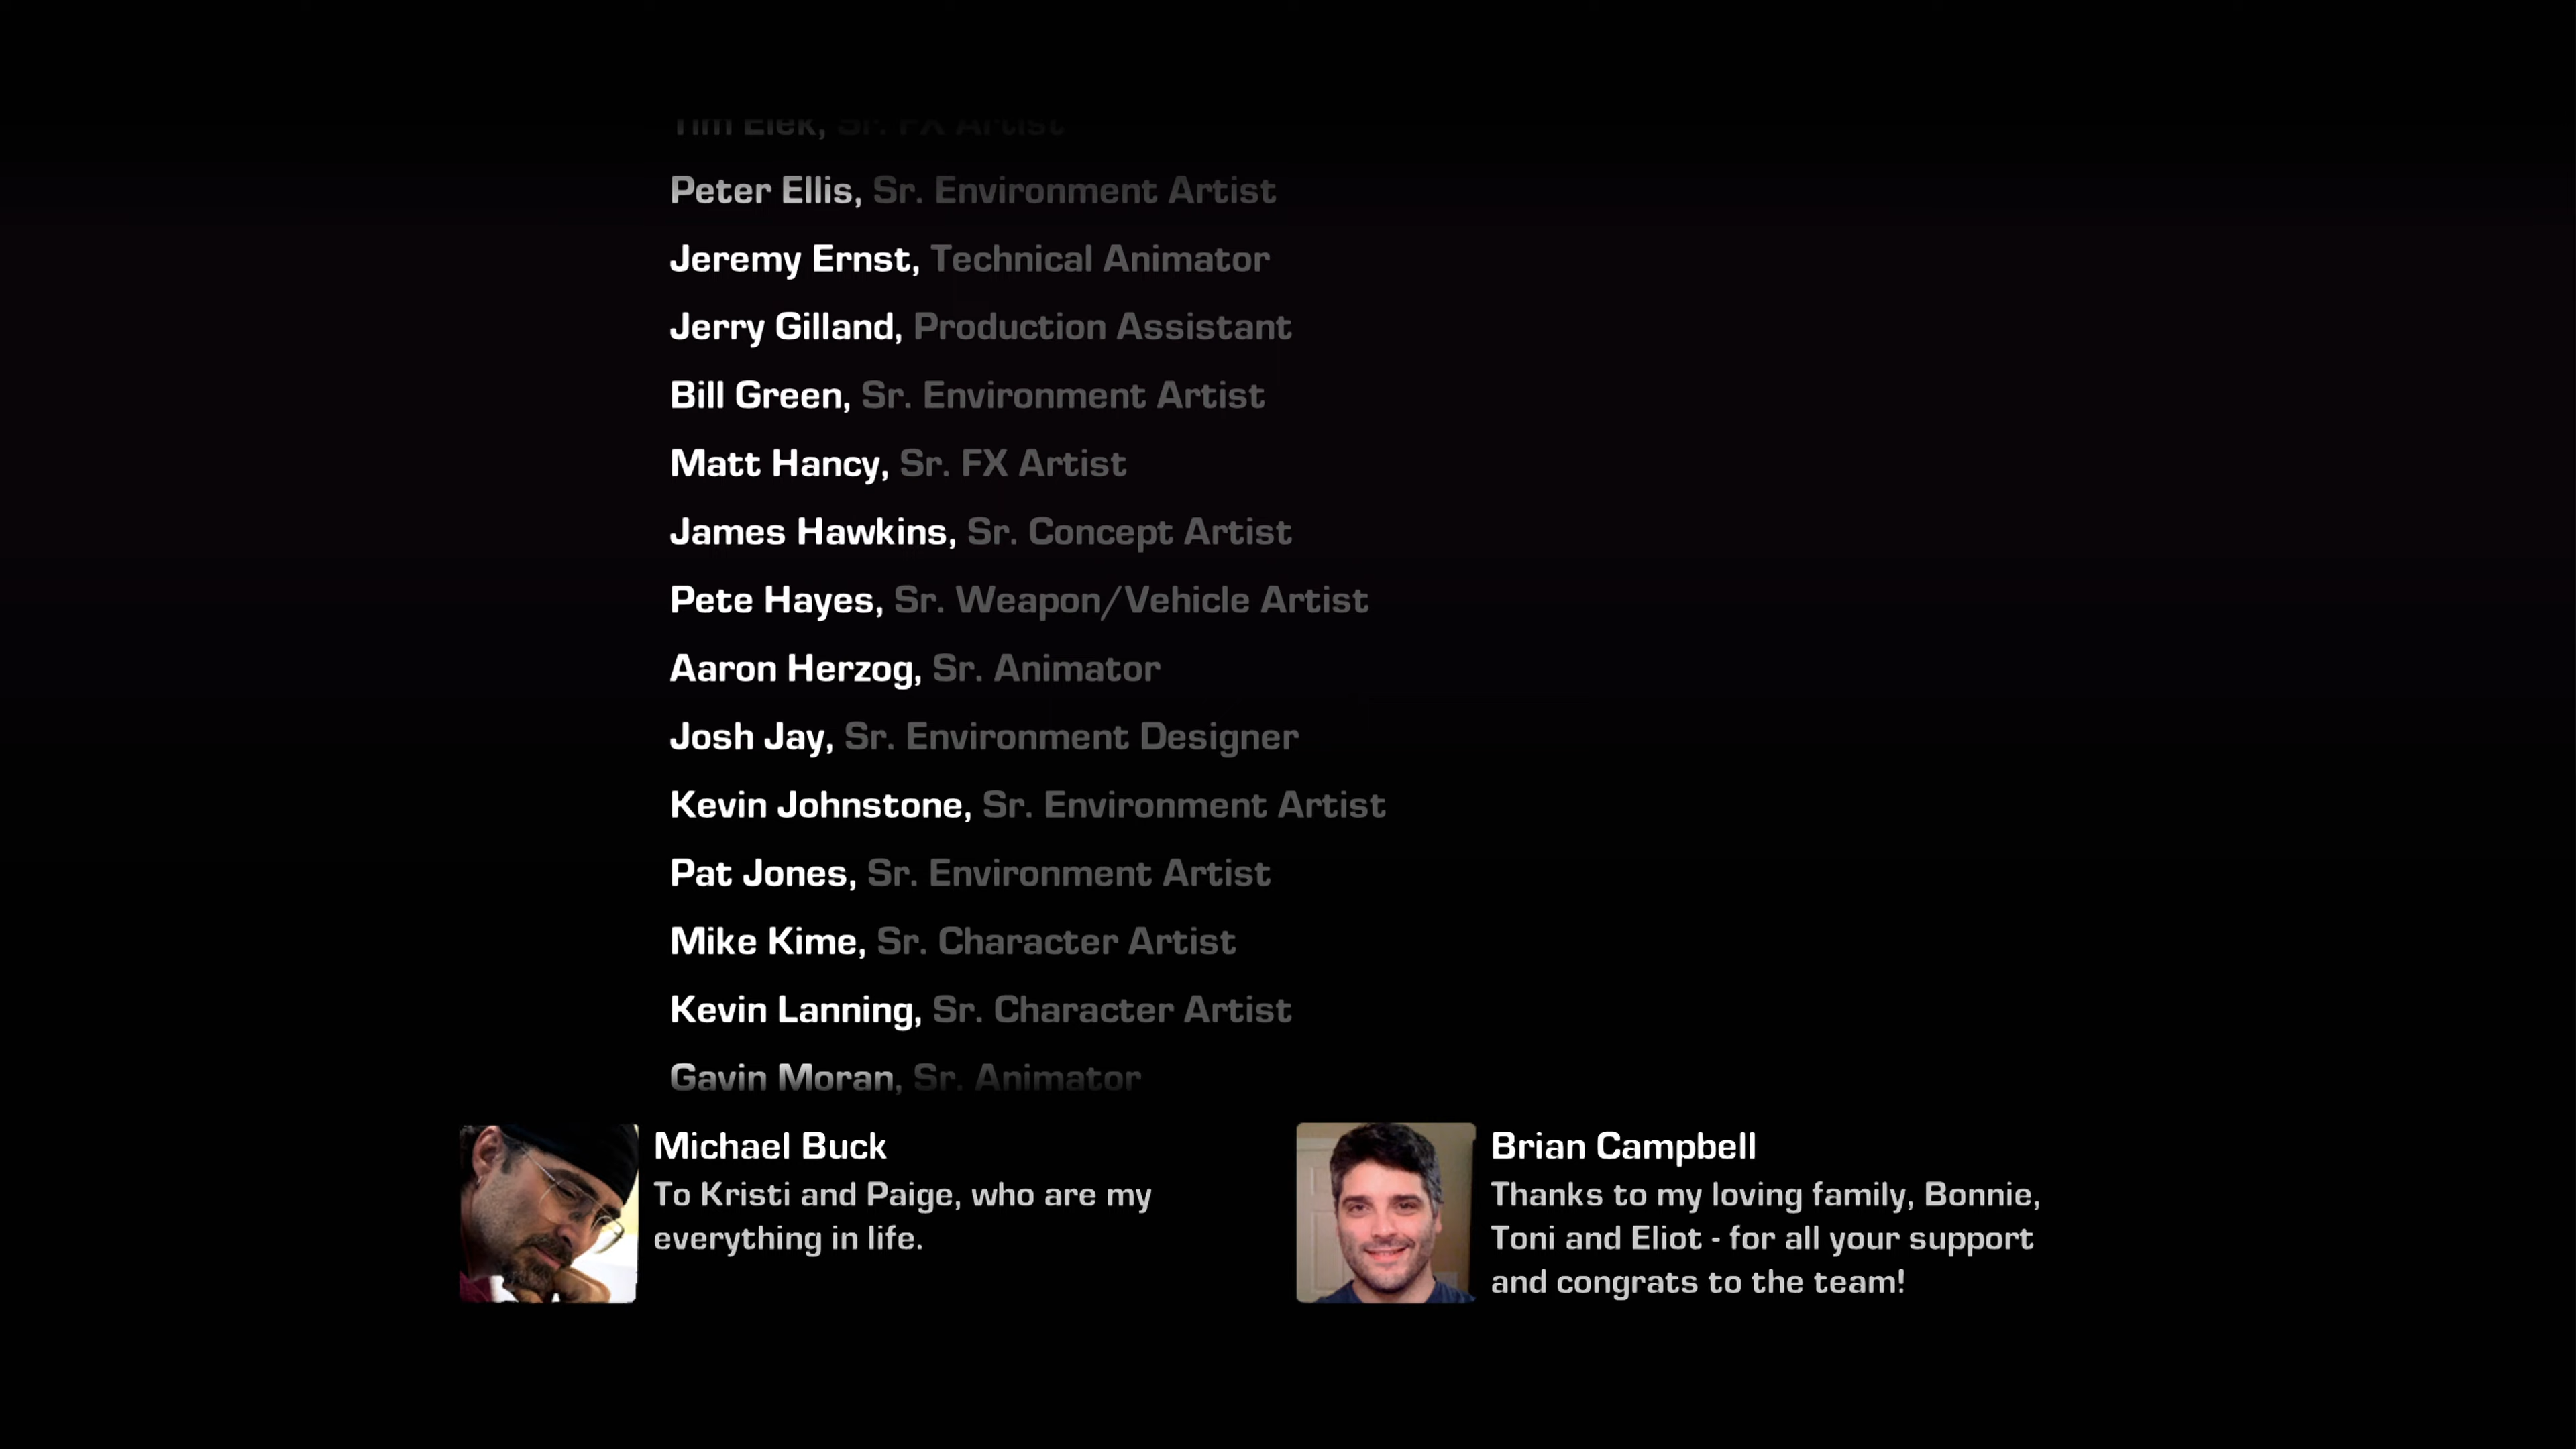 Tim Elek, Sr. FX Artist
Peter Ellis, Sr. Environment Artist
Jeremy Ernst, Technical Animator
Jerry Gilland, Production Assistant
Bill Green, Sr. Environment Artist
Matt Hancy, Sr. FX Artist
James Hawkins, Sr. Concept Artist
Pete Hayes, Sr. Weapon/Vehicle Artist
Aaron Herzog, Sr. Animator
Josh Jay, Sr. Environment Designer
Kevin Johnstone, Sr. Environment Artist
Pat Jones, Sr. Environment Artist
Mike Kime, Sr. Character Artist
Kevin Lanning, Sr. Character Artist
Gavin Moran, Sr. Animator
Michael Buck
To Kristi and Paige, who are my
everything in life.
Brian Campbell
Thanks to my loving family, Bonnie,
Toni and Eliot - for all your support
and congrats to the team!